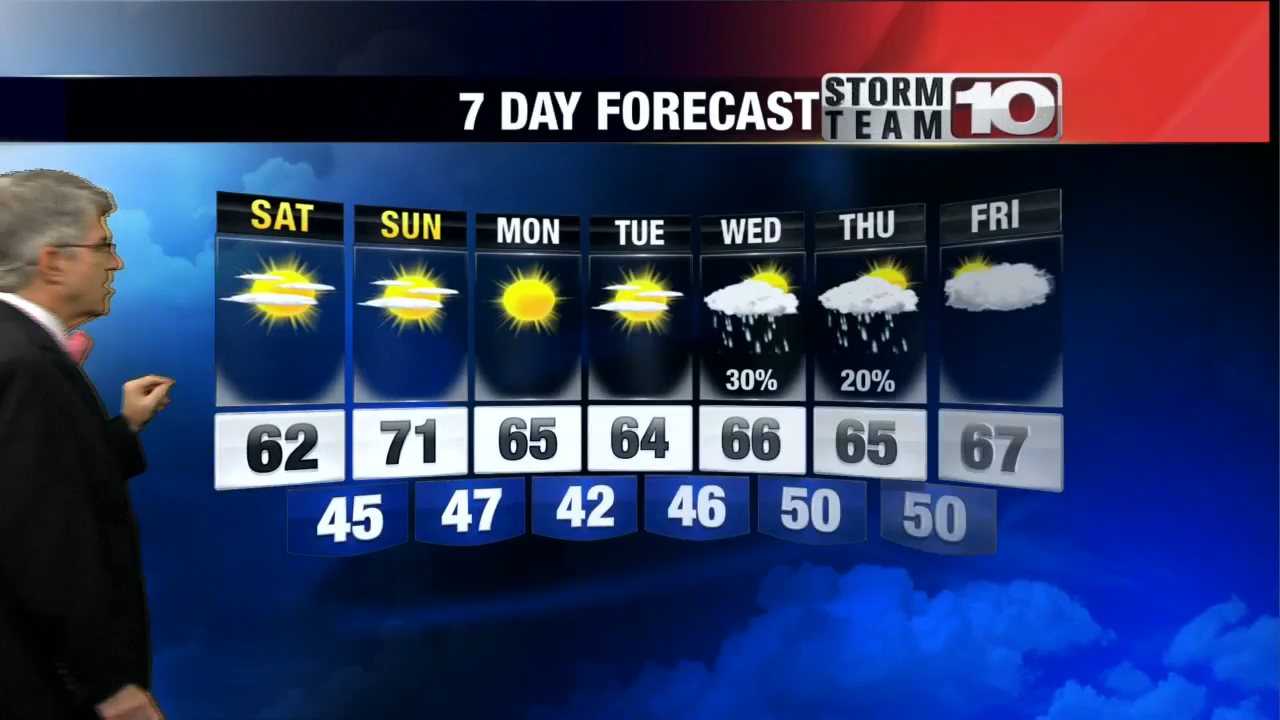 7 DAY FORECAST
STORM
TEAM
10
SAT SUN MON TUE WED THU FRI
30% 20%
62 71 65 64 66 65 67
45 47 42 46 50 50